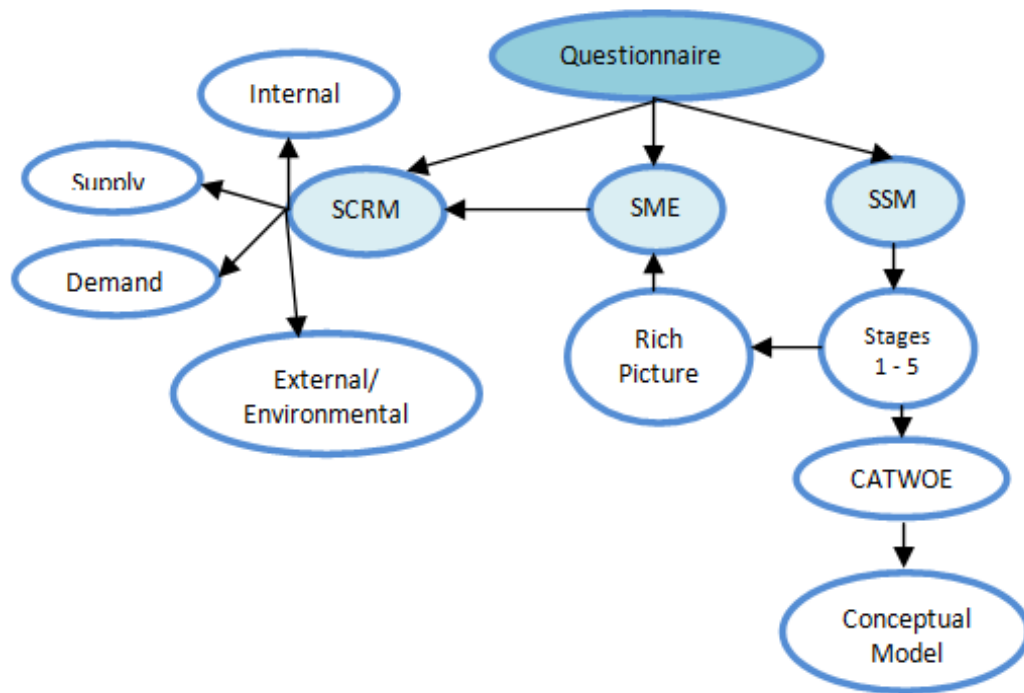 Questionnaire
Internal
Supply
SCRM
SME
SSM
Demand
Rich
Picture
Stages
1 - 5
External/
Environmental
CATWOE
Conceptual
Model